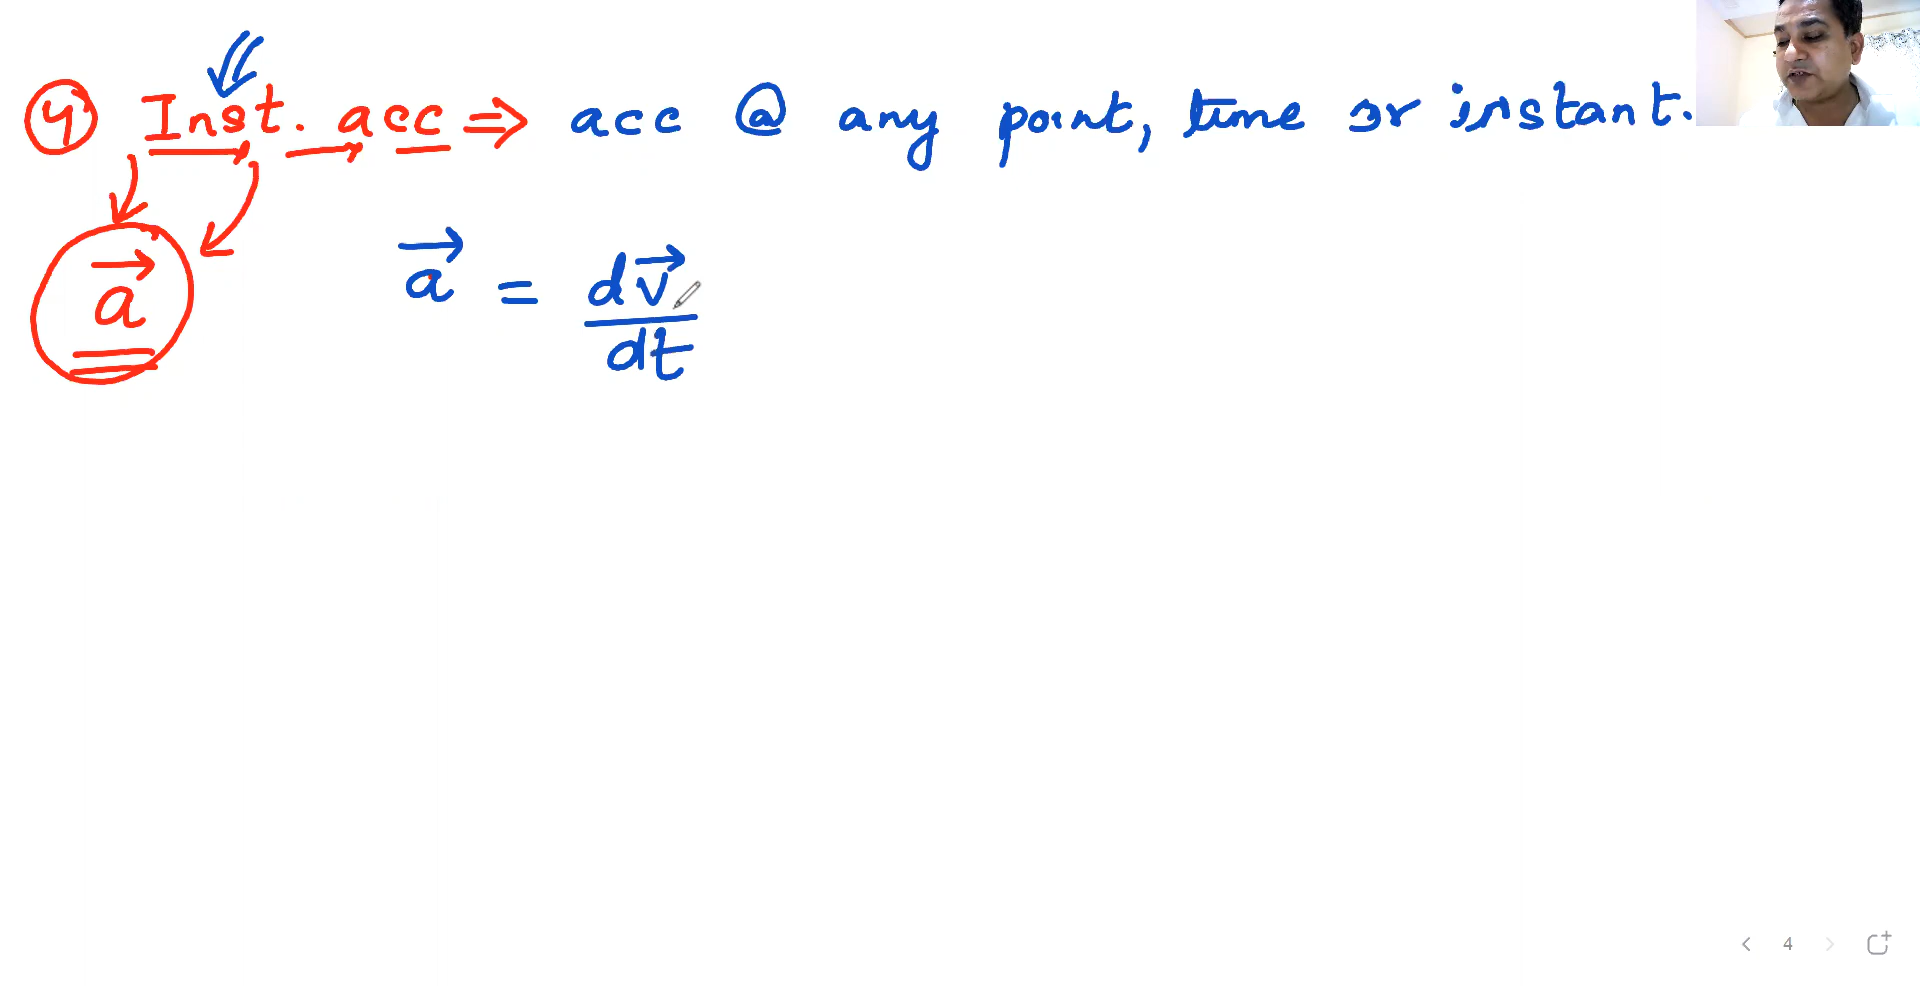 4 Inst. acc ⇒ acc @ any point, time or instant.
a⃗
a⃗ = dv⃗/dt
4